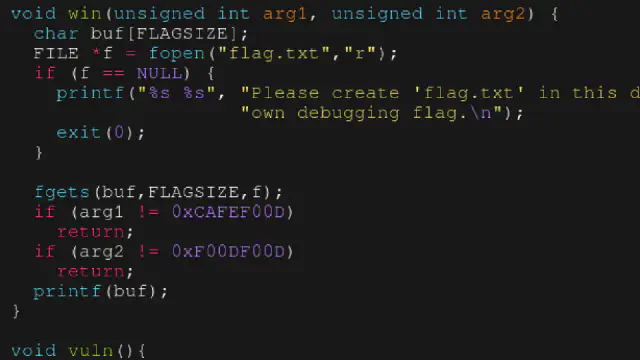 void win(unsigned int arg1, unsigned int arg2) {
  char buf[FLAGSIZE];
  FILE *f = fopen("flag.txt","r");
  if (f == NULL) {
    printf("%s %s", "Please create 'flag.txt' in this d
                    "own debugging flag.\n");
    exit(0);
  }

  fgets(buf,FLAGSIZE,f);
  if (arg1 != 0xCAFEF00D)
    return;
  if (arg2 != 0xF00DF00D)
    return;
  printf(buf);
}

void vuln(){